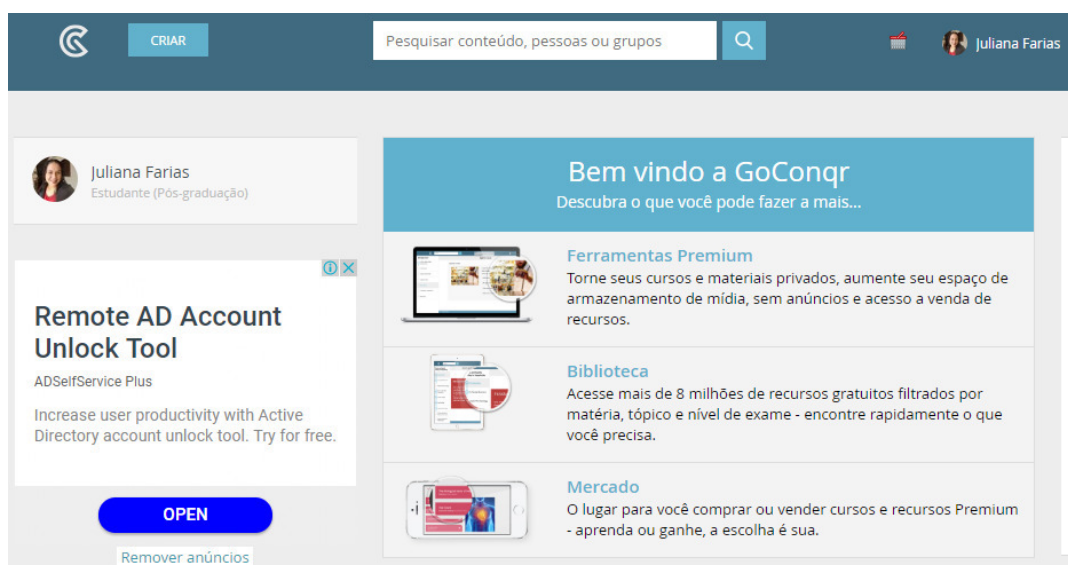 CRIAR
Pesquisar conteúdo, pessoas ou grupos
Juliana Farias
Juliana Farias
Estudante (Pós-graduação)
Remote AD Account
Unlock Tool
ADSelfService Plus
Increase user productivity with Active
Directory account unlock tool. Try for free.
OPEN
Remover anúncios
Bem vindo a GoConqr
Descubra o que você pode fazer a mais...
Ferramentas Premium
Torne seus cursos e materiais privados, aumente seu espaço de
armazenamento de mídia, sem anúncios e acesso a venda de
recursos.
Biblioteca
Acesse mais de 8 milhões de recursos gratuitos filtrados por
matéria, tópico e nível de exame - encontre rapidamente o que
você precisa.
Mercado
O lugar para você comprar ou vender cursos e recursos Premium
- aprenda ou ganhe, a escolha é sua.